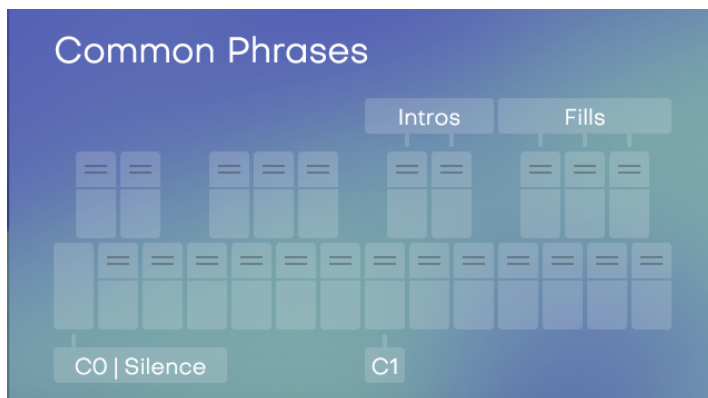 Common Phrases
Intros
Fills
C0 | Silence
C1